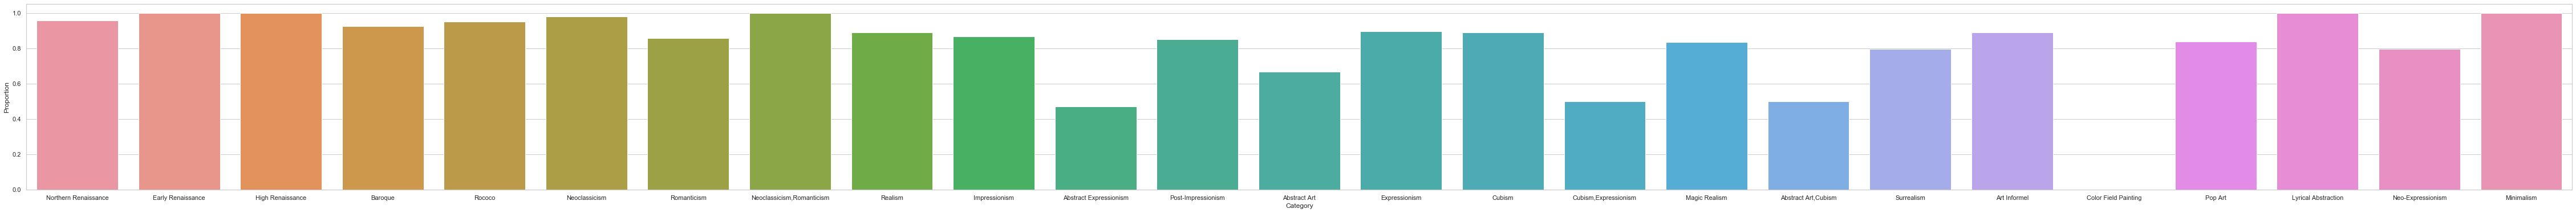 1.0
0.8
0.6
0.4
0.2
0.0
Proportion
Northern Renaissance Early Renaissance High Renaissance Baroque Rococo Neoclassicism Romanticism Neoclassicism,Romanticism Realism Impressionism Abstract Expressionism Post-Impressionism Abstract Art Expressionism Cubism Cubism,Expressionism Magic Realism Abstract Art,Cubism Surrealism Art Informel Color Field Painting Pop Art Lyrical Abstraction Neo-Expressionism Minimalism
Category